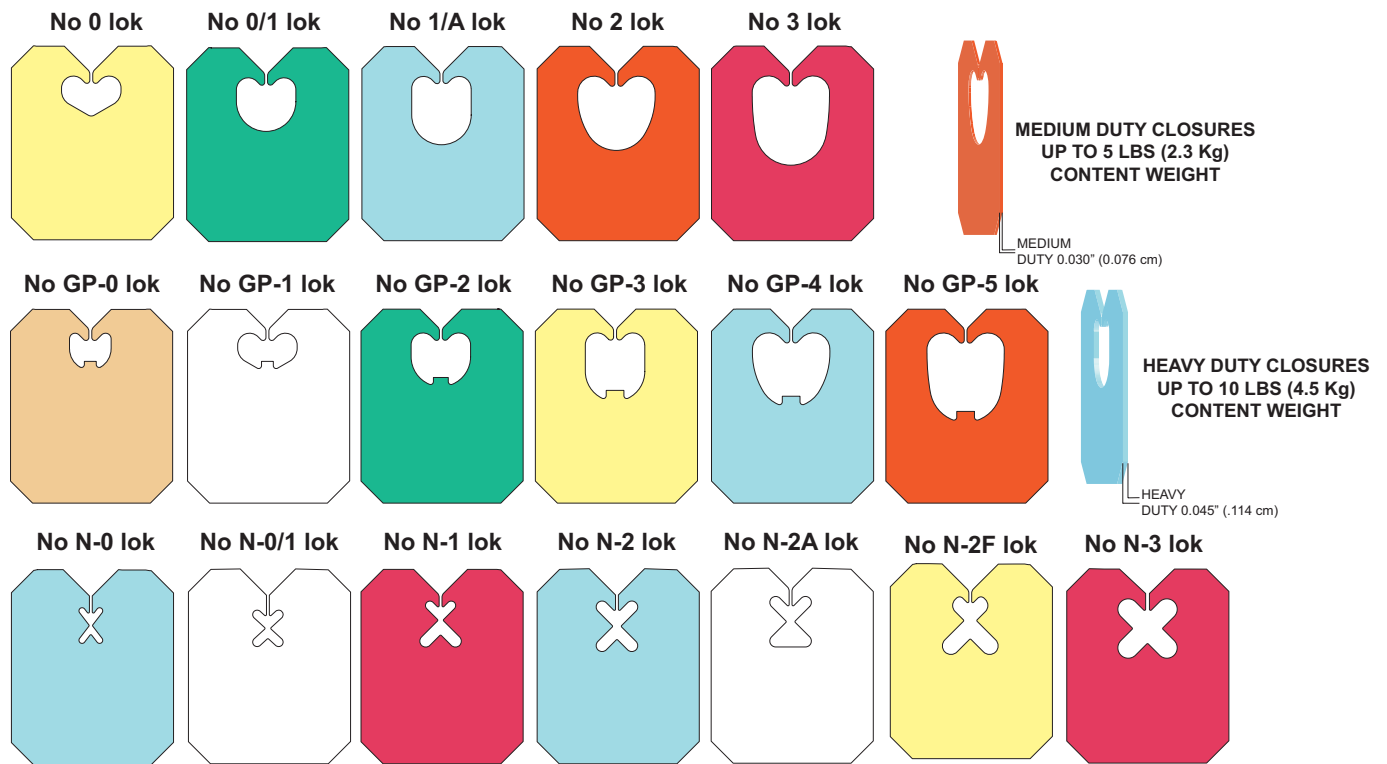 No 0 lok
No 0/1 lok
No 1/A lok
No 2 lok
No 3 lok
MEDIUM DUTY CLOSURES
UP TO 5 LBS (2.3 Kg)
CONTENT WEIGHT
MEDIUM
DUTY 0.030” (0.076 cm)
No GP-0 lok
No GP-1 lok
No GP-2 lok
No GP-3 lok
No GP-4 lok
No GP-5 lok
HEAVY DUTY CLOSURES
UP TO 10 LBS (4.5 Kg)
CONTENT WEIGHT
HEAVY
DUTY 0.045” (.114 cm)
No N-0 lok
No N-0/1 lok
No N-1 lok
No N-2 lok
No N-2A lok
No N-2F lok
No N-3 lok